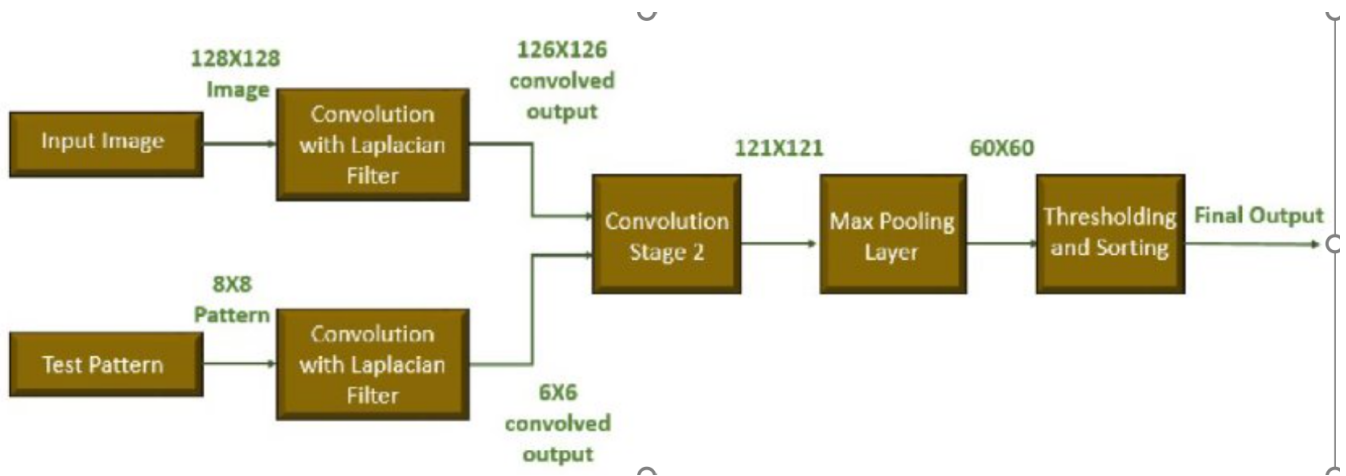 128X128
Image
126X126
convolved
output
Input Image
Convolution
with Laplacian
Filter
121X121
60X60
Convolution
Stage 2
Max Pooling
Layer
Thresholding
and Sorting
Final Output
8X8
Pattern
Test Pattern
Convolution
with Laplacian
Filter
6X6
convolved
output